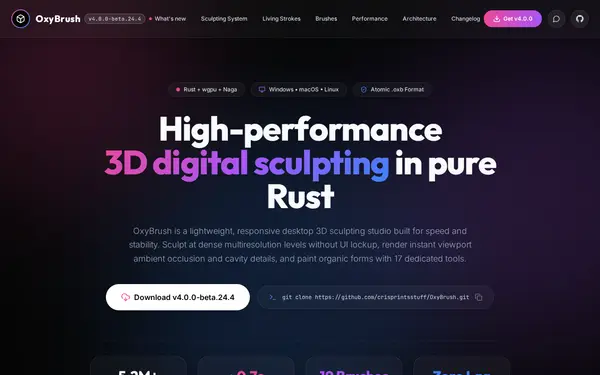 OxyBrush
v4.0.0-beta.24.4
What's new
Sculpting System
Living Strokes
Brushes
Performance
Architecture
Changelog
Get v4.0.0
Rust + wgpu + Naga
Windows • macOS • Linux
Atomic .oxb Format
High-performance
3D digital sculpting in pure
Rust
OxyBrush is a lightweight, responsive desktop 3D sculpting studio built for speed and
stability. Sculpt at dense multiresolution levels without UI lockup, render instant viewport
ambient occlusion and cavity details, and paint organic forms with 17 dedicated tools.
Download v4.0.0-beta.24.4
git clone https://github.com/crisprintsstuff/OxyBrush.git